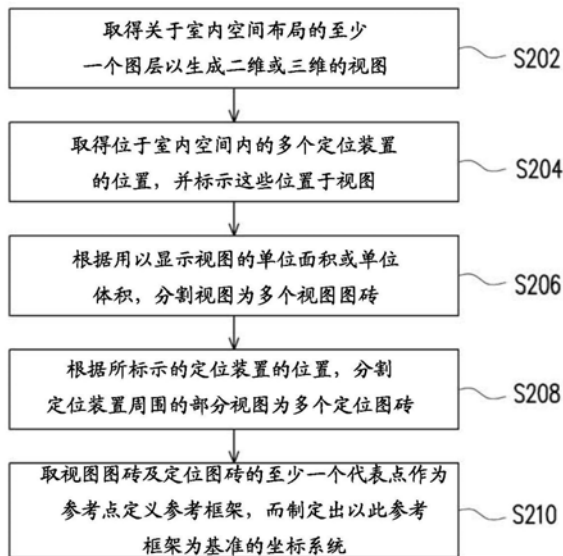 取得关于室内空间布局的至少
一个图层以生成二维或三维的视图
S202
取得位于室内空间内的多个定位装置
的位置，并标示这些位置于视图
S204
根据用以显示视图的单位面积或单位
体积，分割视图为多个视图图砖
S206
根据所标示的定位装置的位置，分割
定位装置周围的部分视图为多个定位图砖
S208
取视图图砖及定位图砖的至少一个代表点作为
参考点定义参考框架，而制定出以此参考
框架为基准的坐标系统
S210